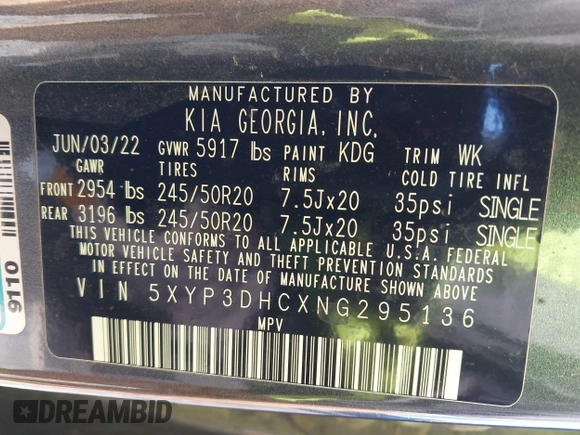 MANUFACTURED BY
KIA GEORGIA, INC.
JUN/03/22 GVWR 5917 lbs PAINT KDG TRIM WK
GAWR TIRES RIMS COLD TIRE INFL
FRONT 2954 lbs 245/50R20 7.5Jx20 35psi SINGLE
REAR 3196 lbs 245/50R20 7.5Jx20 35psi SINGLE
THIS VEHICLE CONFORMS TO ALL APPLICABLE U.S.A. FEDERAL
MOTOR VEHICLE SAFETY AND THEFT PREVENTION STANDARDS
IN EFFECT ON THE DATE OF MANUFACTURE SHOWN ABOVE
VIN 5XYP3DHCXNG295136
MPV
DREAMBID